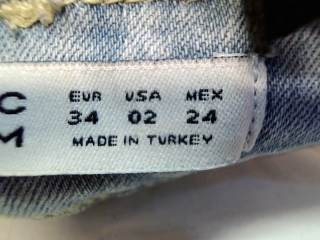 C EUR USA MEX
M 34 02 24
MADE IN TURKEY